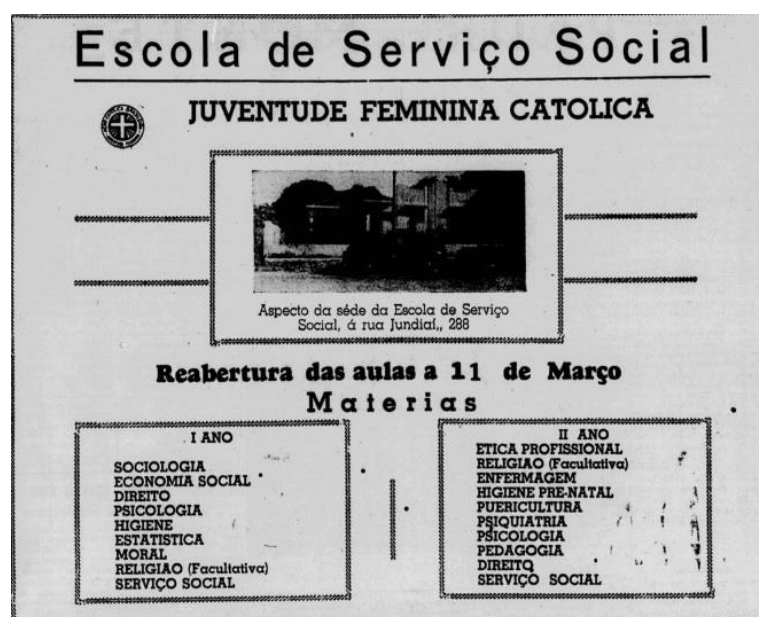 Escola de Serviço Social
JUVENTUDE FEMININA CATOLICA
Aspecto da séde da Escola de Serviço
Social, á rua Jundiaí,, 288
Reabertura das aulas a 11 de Março
Materias
I ANO
SOCIOLOGIA
ECONOMIA SOCIAL
DIREITO
PSICOLOGIA
HIGIENE
ESTATISTICA
MORAL
RELIGIAO (Facultativa)
SERVIÇO SOCIAL
II ANO
ETICA PROFISSIONAL
RELIGIAO (Facultativa)
ENFERMAGEM
HIGIENE PRE-NATAL
PUERICULTURA
PSIQUIATRIA
PSICOLOGIA
PEDAGOGIA
DIREITO
SERVIÇO SOCIAL